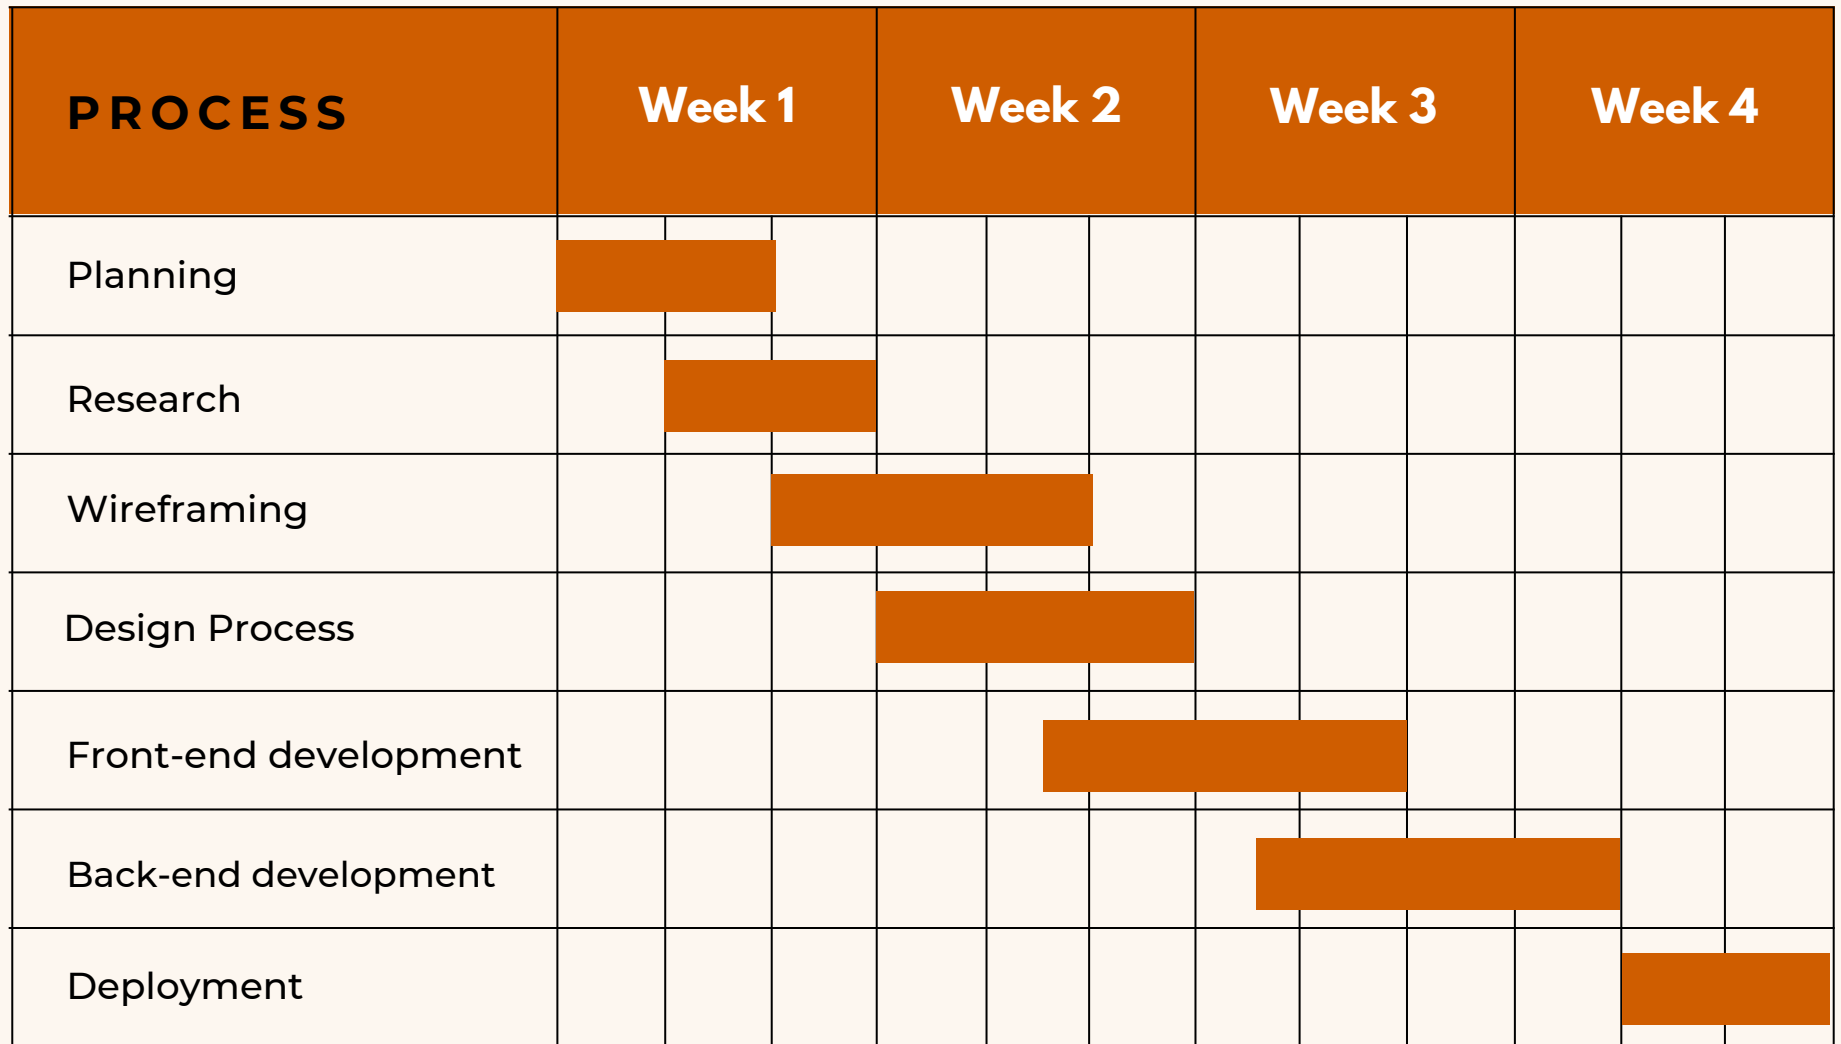 PROCESS
Week 1
Week 2
Week 3
Week 4
Planning
Research
Wireframing
Design Process
Front-end development
Back-end development
Deployment